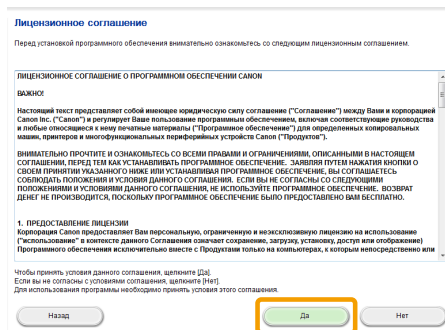 Лицензионное соглашение
Перед установкой программного обеспечения внимательно ознакомьтесь со следующим лицензионным соглашением.
ЛИЦЕНЗИОННОЕ СОГЛАШЕНИЕ О ПРОГРАММНОМ ОБЕСПЕЧЕНИИ CANON
ВАЖНО!
Настоящий текст представляет собой имеющее юридическую силу соглашение ("Соглашение") между Вами и корпорацией
Canon Inc. ("Canon") и регулирует Ваше пользование программным обеспечением, включая соответствующие руководства
и любые относящиеся к нему печатные материалы ("Программное обеспечение") для определенных копировальных
машин, принтеров и многофункциональных периферийных устройств Canon ("Продуктов").
ВНИМАТЕЛЬНО ПРОЧТИТЕ И ОЗНАКОМЬТЕСЬ СО ВСЕМИ ПРАВАМИ И ОГРАНИЧЕНИЯМИ, ОПИСАННЫМИ В НАСТОЯЩЕМ
СОГЛАШЕНИИ, ПЕРЕД ТЕМ КАК УСТАНАВЛИВАТЬ ПРОГРАММНОЕ ОБЕСПЕЧЕНИЕ. ЗАЯВЛЯЯ ПУТЕМ НАЖАТИЯ КНОПКИ О
СВОЕМ ПРИНЯТИИ УКАЗАННОГО НИЖЕ ИЛИ УСТАНАВЛИВАЯ ПРОГРАММНОЕ ОБЕСПЕЧЕНИЕ, ВЫ СОГЛАШАЕТЕСЬ
СОБЛЮДАТЬ ПОЛОЖЕНИЯ И УСЛОВИЯ ДАННОГО СОГЛАШЕНИЯ. ЕСЛИ ВЫ НЕ СОГЛАСНЫ СО СЛЕДУЮЩИМИ
ПОЛОЖЕНИЯМИ И УСЛОВИЯМИ ДАННОГО СОГЛАШЕНИЯ, НЕ ИСПОЛЬЗУЙТЕ ПРОГРАММНОЕ ОБЕСПЕЧЕНИЕ. ВОЗВРАТ
ДЕНЕГ НЕ ПРОИЗВОДИТСЯ, ПОСКОЛЬКУ ПРОГРАММНОЕ ОБЕСПЕЧЕНИЕ БЫЛО ПРЕДОСТАВЛЕНО ВАМ БЕСПЛАТНО.
1. ПРЕДОСТАВЛЕНИЕ ЛИЦЕНЗИИ
Корпорация Canon предоставляет Вам персональную, ограниченную и неэксклюзивную лицензию на использование
("использование" в контексте данного Соглашения означает сохранение, загрузку, установку, доступ или отображение)
Программного обеспечения исключительно вместе с Продуктами только на компьютерах, к которым непосредственно или
Чтобы принять условия данного соглашения, щелкните [Да].
Если вы не согласны с условиями соглашения, щелкните [Нет].
Для использования программы необходимо принять условия этого соглашения.
Назад
Да
Нет